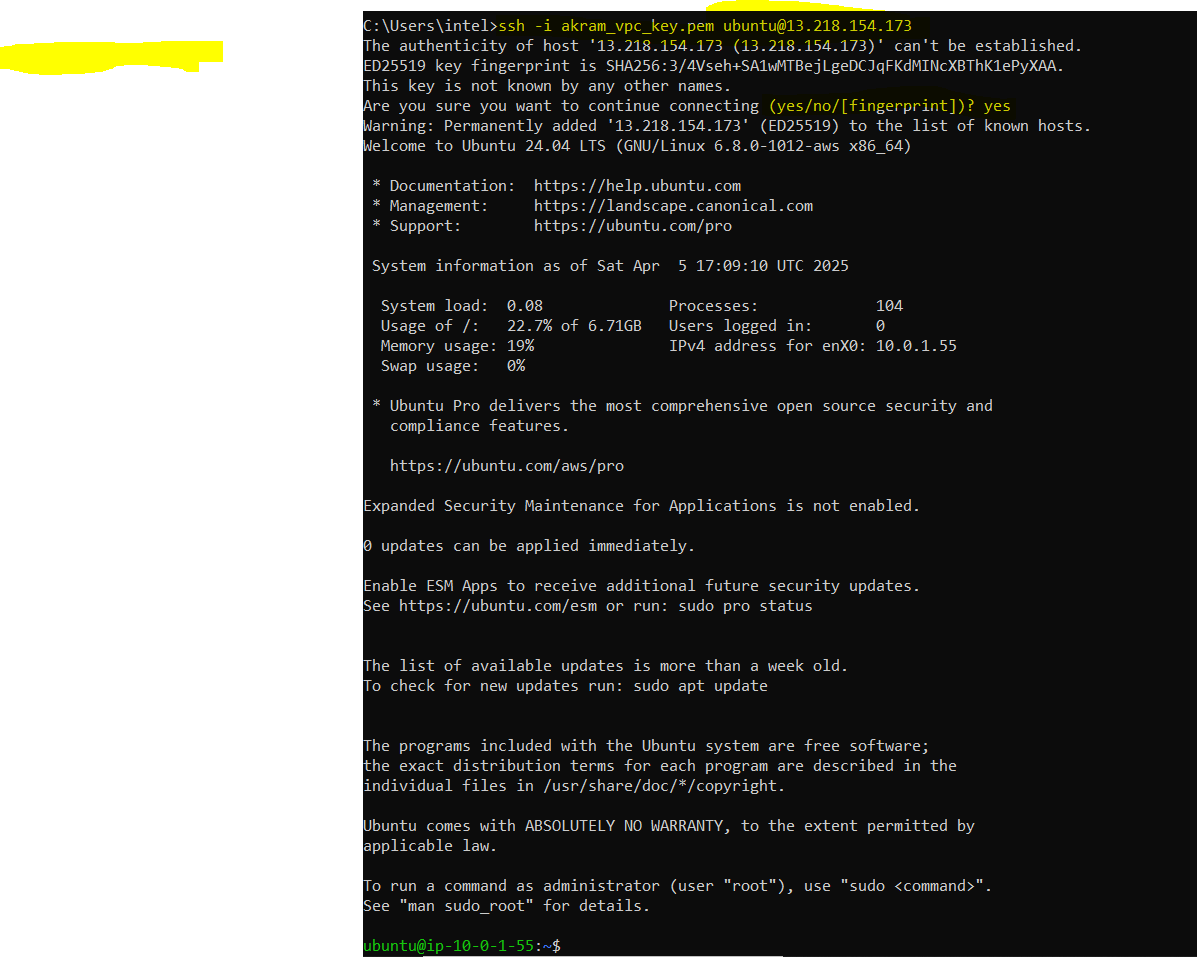 C:\Users\intel>ssh -i akram_vpc_key.pem ubuntu@13.218.154.173
The authenticity of host '13.218.154.173 (13.218.154.173)' can't be established.
ED25519 key fingerprint is SHA256:3/4Vseh+SA1wMTBejLgeDCJqFKdMINcXBThK1ePyXAA.
This key is not known by any other names.
Are you sure you want to continue connecting (yes/no/[fingerprint])? yes
Warning: Permanently added '13.218.154.173' (ED25519) to the list of known hosts.
Welcome to Ubuntu 24.04 LTS (GNU/Linux 6.8.0-1012-aws x86_64)
* Documentation:  https://help.ubuntu.com
* Management:     https://landscape.canonical.com
* Support:        https://ubuntu.com/pro
System information as of Sat Apr  5 17:09:10 UTC 2025
System load:  0.08              Processes:             104
Usage of /:   22.7% of 6.71GB   Users logged in:       0
Memory usage: 19%               IPv4 address for enX0: 10.0.1.55
Swap usage:   0%
* Ubuntu Pro delivers the most comprehensive open source security and
compliance features.
https://ubuntu.com/aws/pro
Expanded Security Maintenance for Applications is not enabled.
0 updates can be applied immediately.
Enable ESM Apps to receive additional future security updates.
See https://ubuntu.com/esm or run: sudo pro status
The list of available updates is more than a week old.
To check for new updates run: sudo apt update
The programs included with the Ubuntu system are free software;
the exact distribution terms for each program are described in the
individual files in /usr/share/doc/*/copyright.
Ubuntu comes with ABSOLUTELY NO WARRANTY, to the extent permitted by
applicable law.
To run a command as administrator (user "root"), use "sudo <command>".
See "man sudo_root" for details.
ubuntu@ip-10-0-1-55:~$